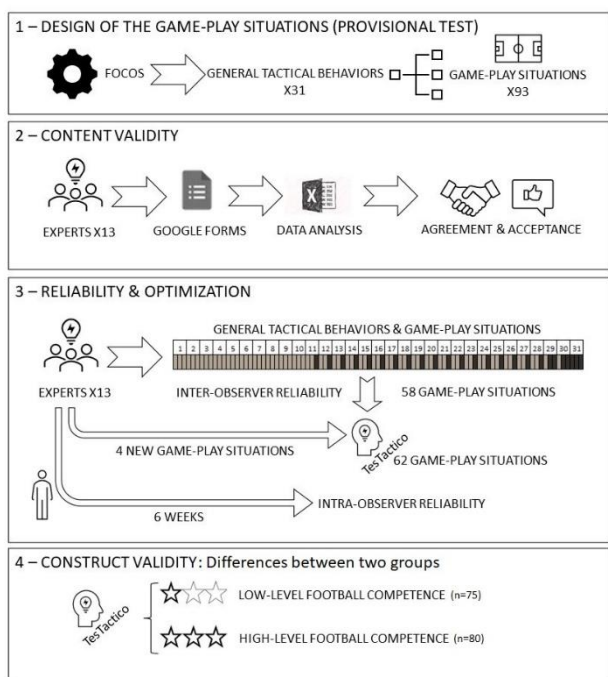 1 – DESIGN OF THE GAME-PLAY SITUATIONS (PROVISIONAL TEST)
FOCOS
GENERAL TACTICAL BEHAVIORS
X31
GAME-PLAY SITUATIONS
X93
2 – CONTENT VALIDITY
EXPERTS X13
GOOGLE FORMS
X
DATA ANALYSIS
AGREEMENT & ACCEPTANCE
3 – RELIABILITY & OPTIMIZATION
GENERAL TACTICAL BEHAVIORS & GAME-PLAY SITUATIONS
1 2 3 4 5 6 7 8 9 10 11 12 13 14 15 16 17 18 19 20 21 22 23 24 25 26 27 28 29 30 31
EXPERTS X13
INTER-OBSERVER RELIABILITY
58 GAME-PLAY SITUATIONS
4 NEW GAME-PLAY SITUATIONS
TesTactico
62 GAME-PLAY SITUATIONS
6 WEEKS
INTRA-OBSERVER RELIABILITY
4 – CONSTRUCT VALIDITY: Differences between two groups
TesTactico
LOW-LEVEL FOOTBALL COMPETENCE (n=75)
HIGH-LEVEL FOOTBALL COMPETENCE (n=80)